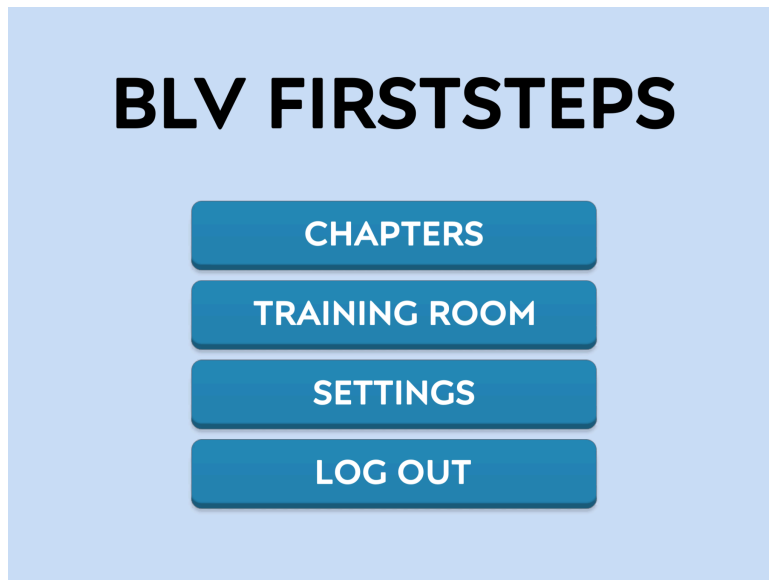 BLV FIRSTSTEPS
CHAPTERS
TRAINING ROOM
SETTINGS
LOG OUT